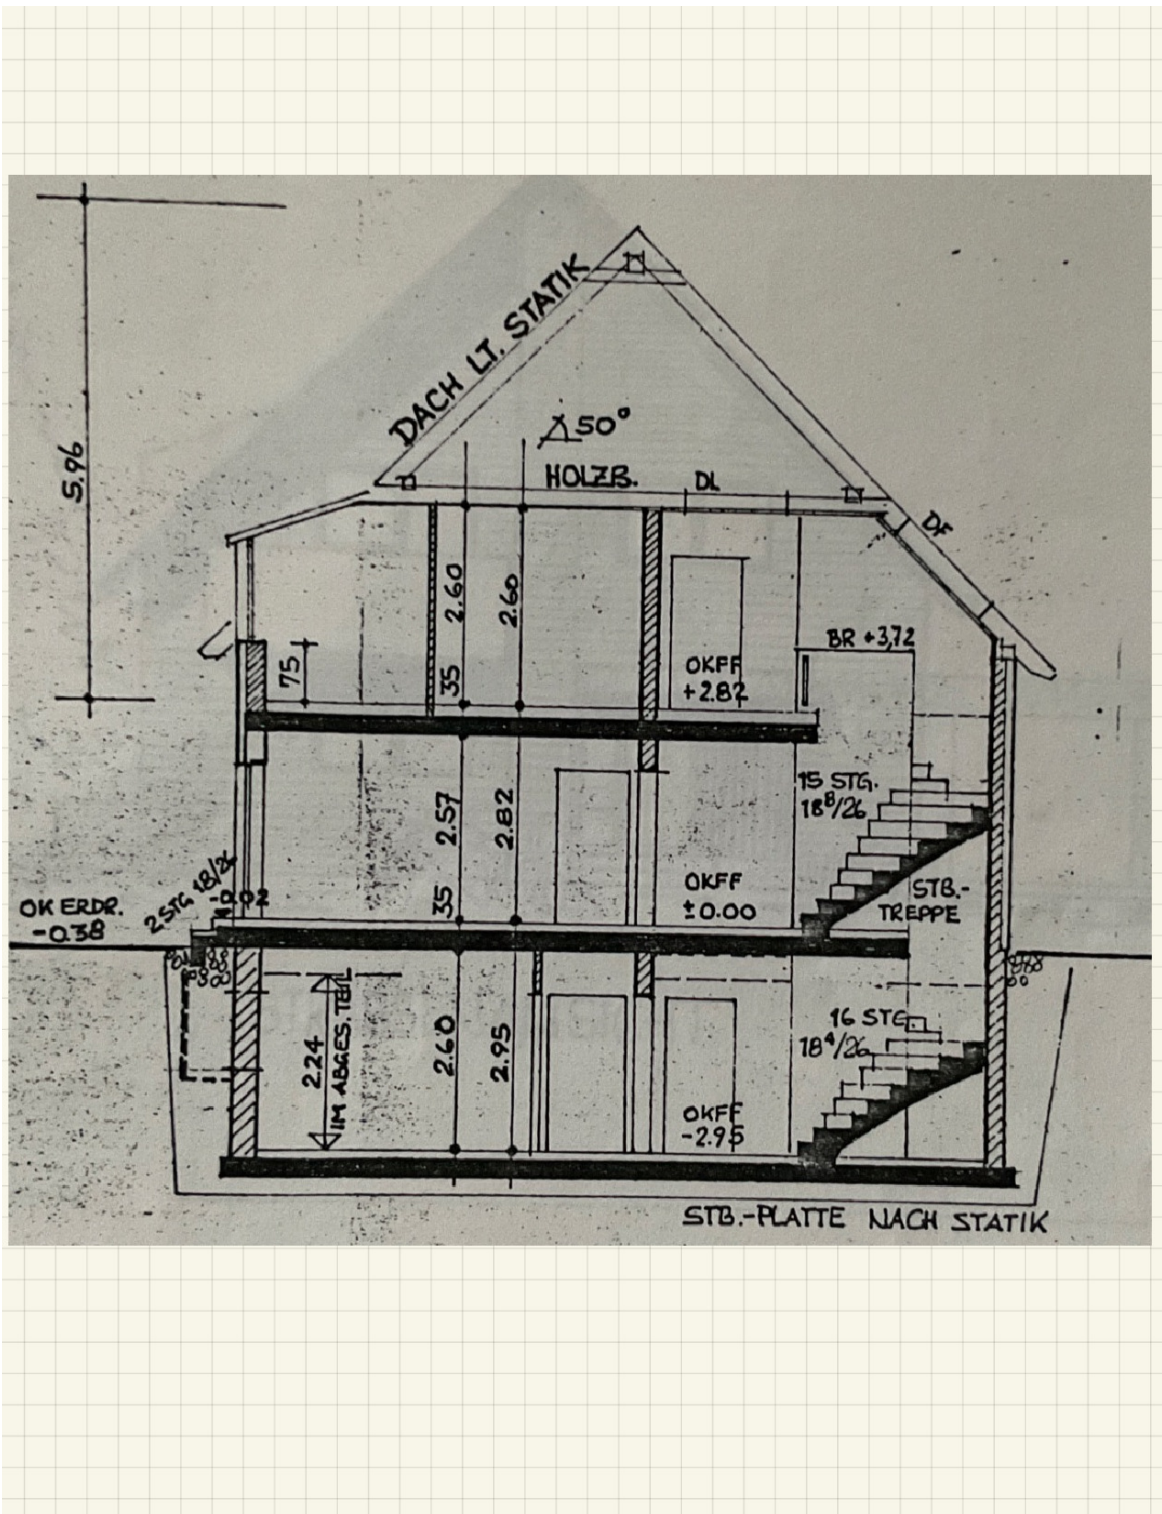 5.96
DACH LT. STATIK
50°
HOLZB.
DL
DF
2.60
2.60
75
35
OKFF
+2.82
BR +3,72
15 STG.
18⁸/26
2.57
2.82
35
OKFF
±0.00
STB.-
TREPPE
2 STG 18/26
-0.02
OK ERDR.
-0.38
2.24
IM ABGES. TEIL
2.60
2.95
16 STG.
18⁴/26
OKFF
-2.95
STB.-PLATTE NACH STATIK